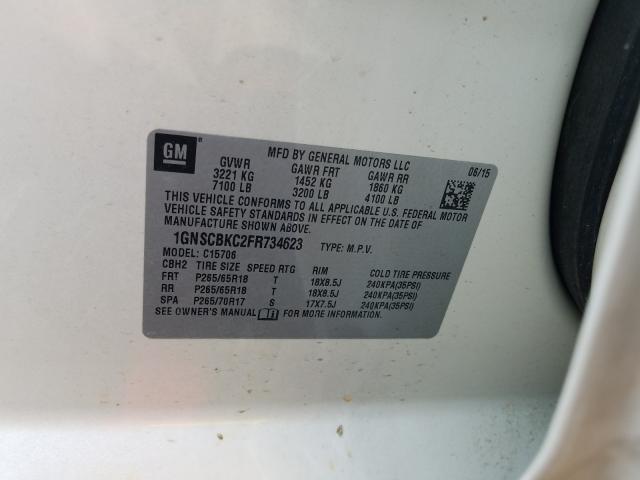 GM ®
MFD BY GENERAL MOTORS LLC 06/15
GVWR GAWR FRT GAWR RR
3221 KG 1452 KG 1860 KG
7100 LB 3200 LB 4100 LB
THIS VEHICLE CONFORMS TO ALL APPLICABLE U.S. FEDERAL MOTOR
VEHICLE SAFETY STANDARDS IN EFFECT ON THE DATE OF
MANUFACTURE SHOWN ABOVE.
1GNSCBKC2FR734623 TYPE: M.P.V.
MODEL: C15706
CBH2 TIRE SIZE SPEED RTG RIM COLD TIRE PRESSURE
FRT P265/65R18 T 18X8.5J 240KPA(35PSI)
RR P265/65R18 T 18X8.5J 240KPA(35PSI)
SPA P265/70R17 S 17X7.5J 240KPA(35PSI)
SEE OWNER'S MANUAL FOR MORE INFORMATION.